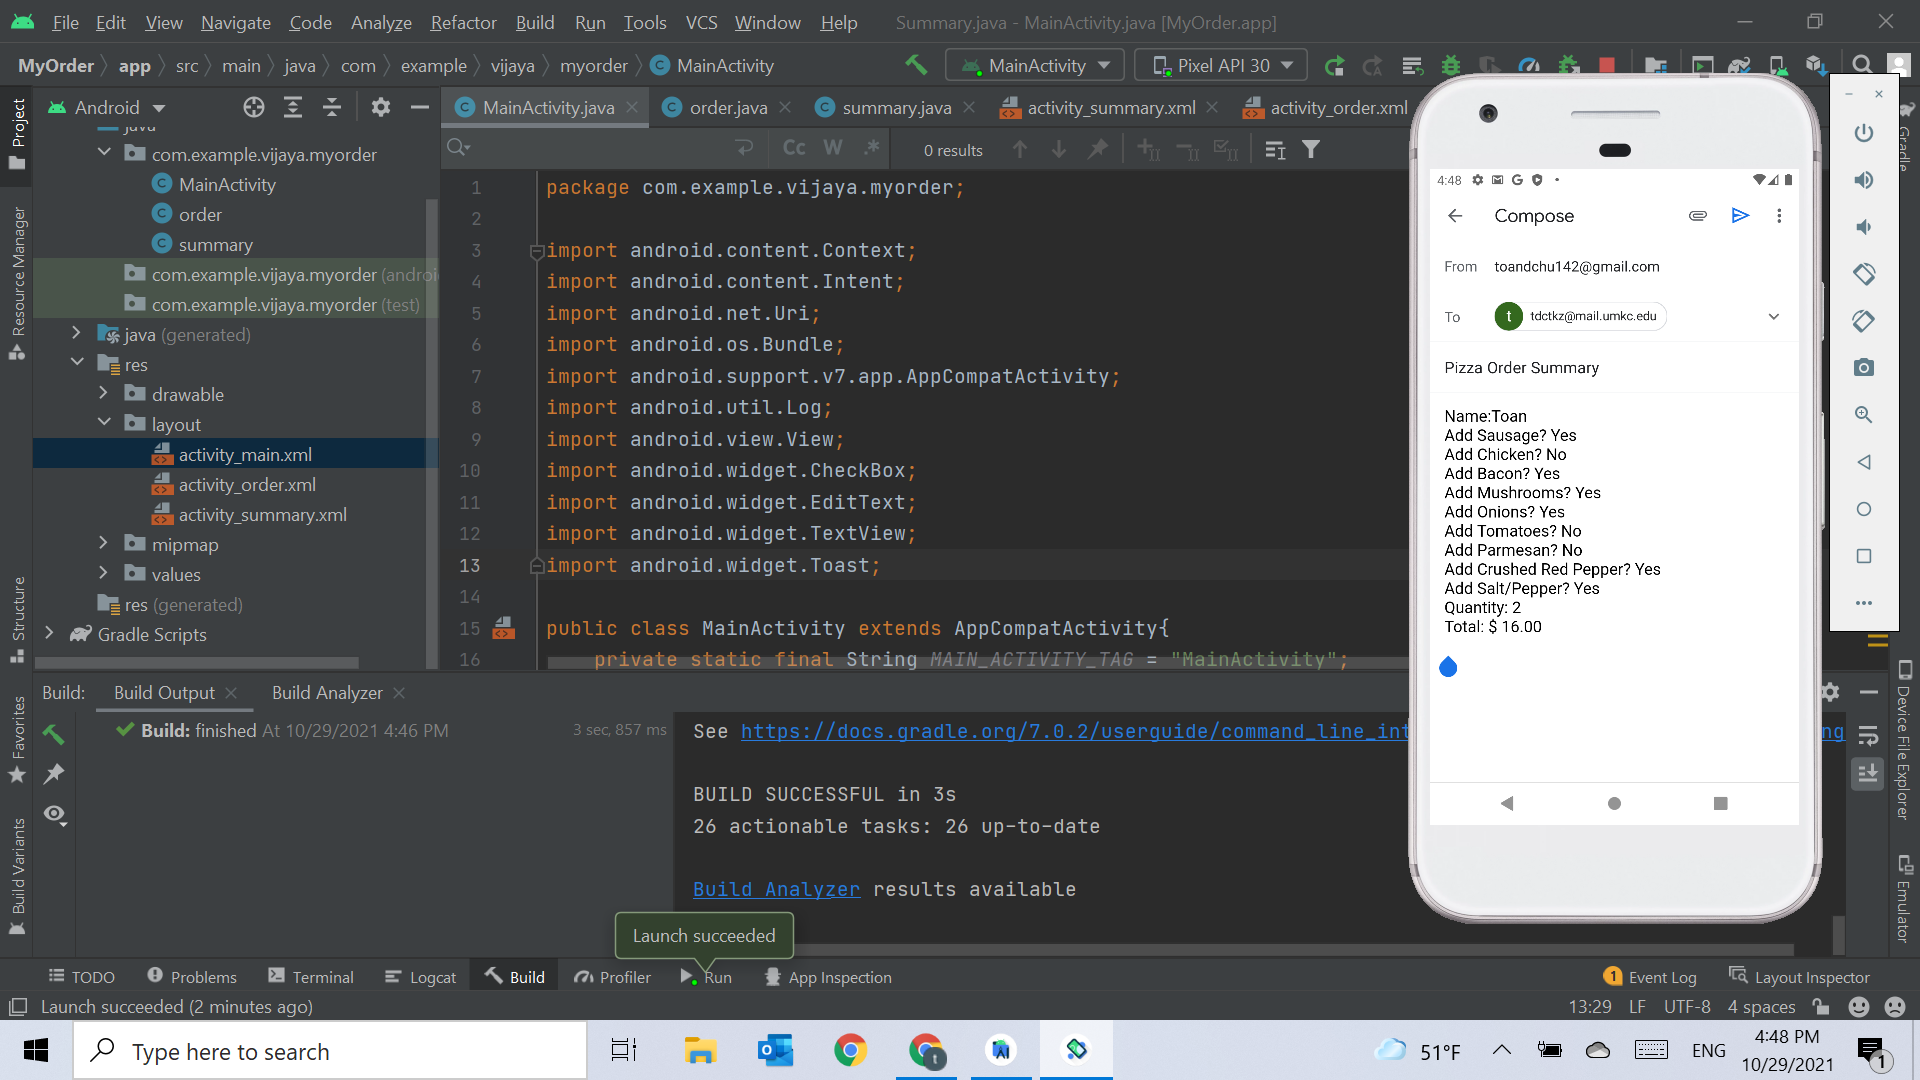 File Edit View Navigate Code Analyze Refactor Build Run Tools VCS Window Help Summary.java - MainActivity.java [MyOrder.app]
MyOrder app src main java com example vijaya myorder MainActivity MainActivity Pixel API 30
Android
MainActivity.java order.java summary.java activity_summary.xml activity_order.xml
Cc W .* 0 results
Project
Resource Manager
Structure
Favorites
Build Variants
java
com.example.vijaya.myorder
MainActivity
order
summary
com.example.vijaya.myorder (androi
com.example.vijaya.myorder (test)
java (generated)
res
drawable
layout
activity_main.xml
activity_order.xml
activity_summary.xml
mipmap
values
res (generated)
Gradle Scripts
1 package com.example.vijaya.myorder;
2
3 import android.content.Context;
4 import android.content.Intent;
5 import android.net.Uri;
6 import android.os.Bundle;
7 import android.support.v7.app.AppCompatActivity;
8 import android.util.Log;
9 import android.view.View;
10 import android.widget.CheckBox;
11 import android.widget.EditText;
12 import android.widget.TextView;
13 import android.widget.Toast;
14
15 public class MainActivity extends AppCompatActivity{
16 private static final String MAIN_ACTIVITY_TAG = "MainActivity";
4:48
Compose
From toandchu142@gmail.com
To t tdctkz@mail.umkc.edu
Pizza Order Summary
Name:Toan
Add Sausage? Yes
Add Chicken? No
Add Bacon? Yes
Add Mushrooms? Yes
Add Onions? Yes
Add Tomatoes? No
Add Parmesan? No
Add Crushed Red Pepper? Yes
Add Salt/Pepper? Yes
Quantity: 2
Total: $ 16.00
Gradle
Device File Explorer
Emulator
Build: Build Output Build Analyzer
Build: finished At 10/29/2021 4:46 PM 3 sec, 857 ms
See https://docs.gradle.org/7.0.2/userguide/command_line_int
ng
BUILD SUCCESSFUL in 3s
26 actionable tasks: 26 up-to-date
Build Analyzer results available
Launch succeeded
TODO Problems Terminal Logcat Build Profiler Run App Inspection 1 Event Log Layout Inspector
Launch succeeded (2 minutes ago) 13:29 LF UTF-8 4 spaces
Type here to search 51°F ENG 4:48 PM
10/29/2021
1